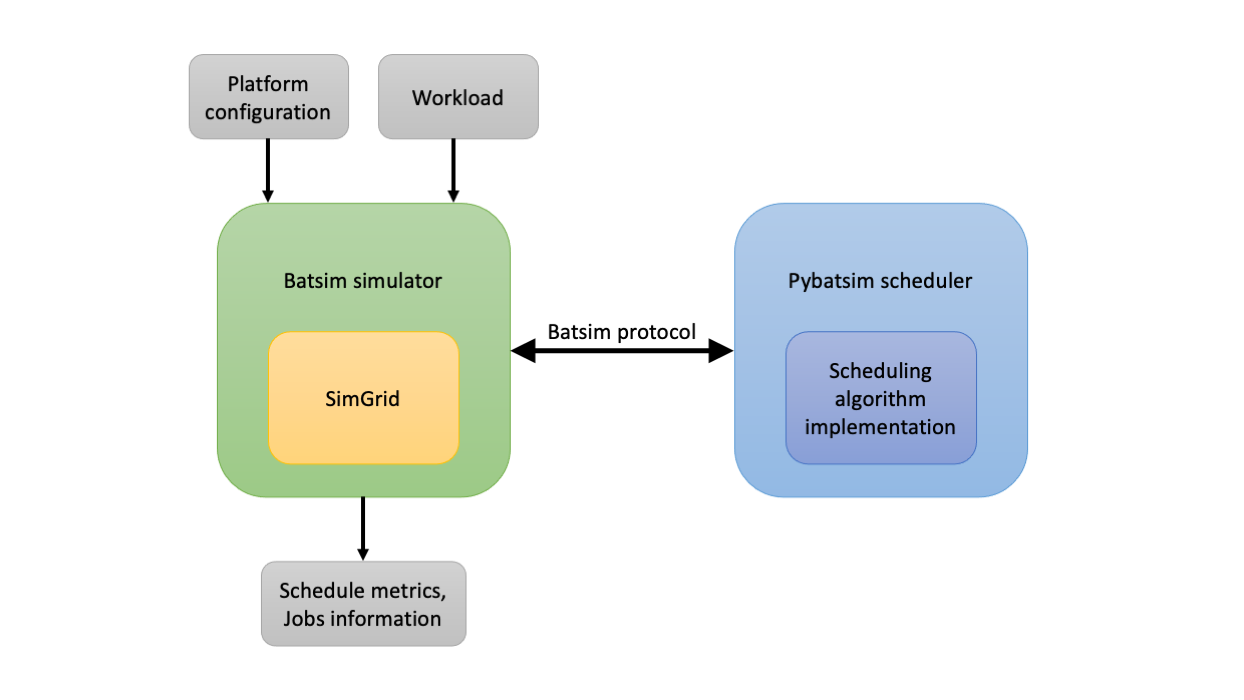 Platform
configuration
Workload
Batsim simulator
SimGrid
Batsim protocol
Pybatsim scheduler
Scheduling
algorithm
implementation
Schedule metrics,
Jobs information